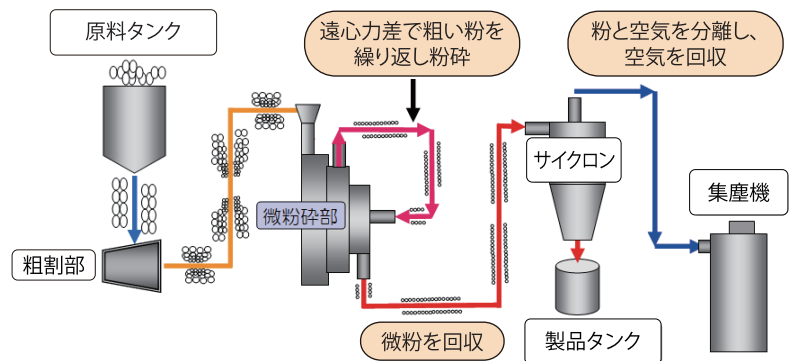 原料タンク
遠心力差で粗い粉を
繰り返し粉砕
粉と空気を分離し、
空気を回収
サイクロン
集塵機
微粉砕部
粗割部
微粉を回収
製品タンク